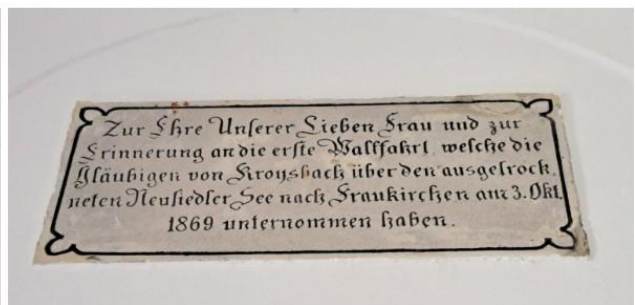 Zur Ehre Unserer Lieben Frau und zur
Erinnerung an die erste Wallfahrt, welche die
Gläubigen von Kroysbach über den ausgetrock
neten Neusiedler See nach Fraukirchen am 3. Okt.
1869 unternommen haben.